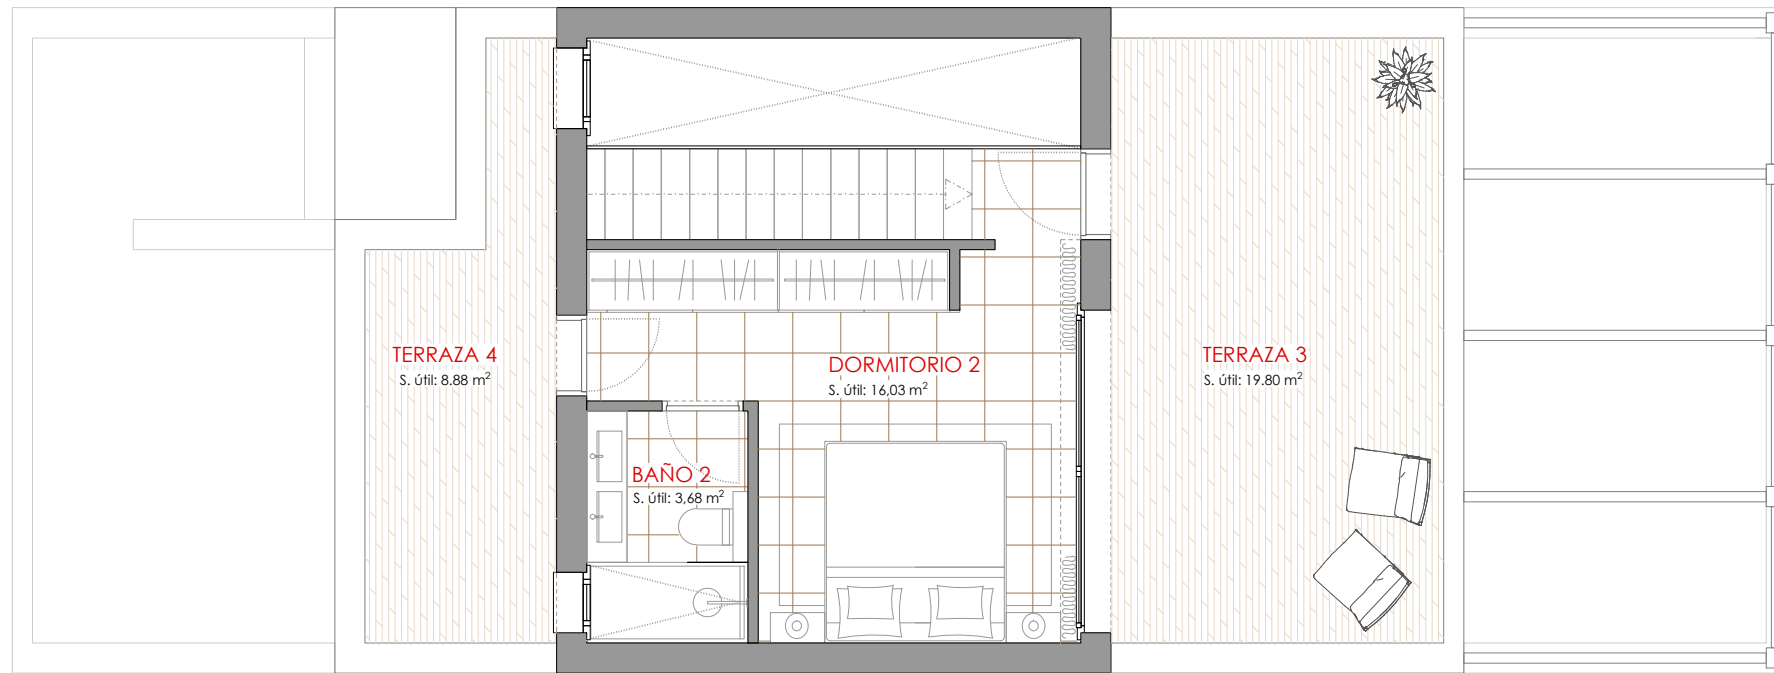 TERRAZA 4
S. útil: 8.88 m²
DORMITORIO 2
S. útil: 16,03 m²
TERRAZA 3
S. útil: 19.80 m²
BAÑO 2
S. útil: 3,68 m²